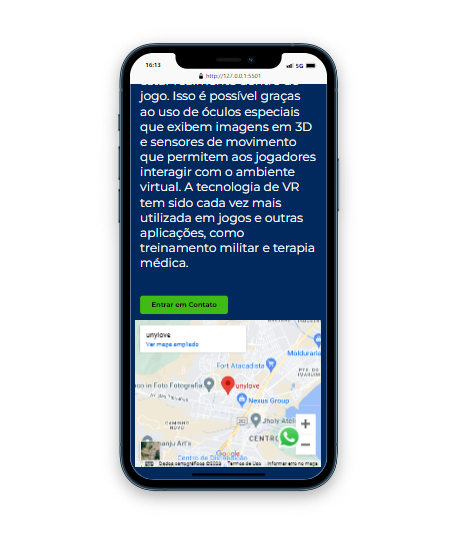 16:13
5G
http://127.0.0.1:5501
jogo. Isso é possível graças
ao uso de óculos especiais
que exibem imagens em 3D
e sensores de movimento
que permitem aos jogadores
interagir com o ambiente
virtual. A tecnologia de VR
tem sido cada vez mais
utilizada em jogos e outras
aplicações, como
treinamento militar e terapia
médica.
Entrar em Contato
unylove
Ver mapa ampliado
Fort Atacadista
Molduraria
oco in Foto Fotografia
unylove
Nexus Group
CAMINHO
NOVO
Jholy
CENTRO
manju Art's
Google
Centro de
Dados cartográficos ©2023
Termos de Uso
Informar erro no mapa